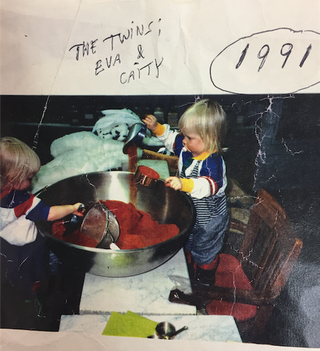 THE TWINS;
EVA &
CATTY
1991